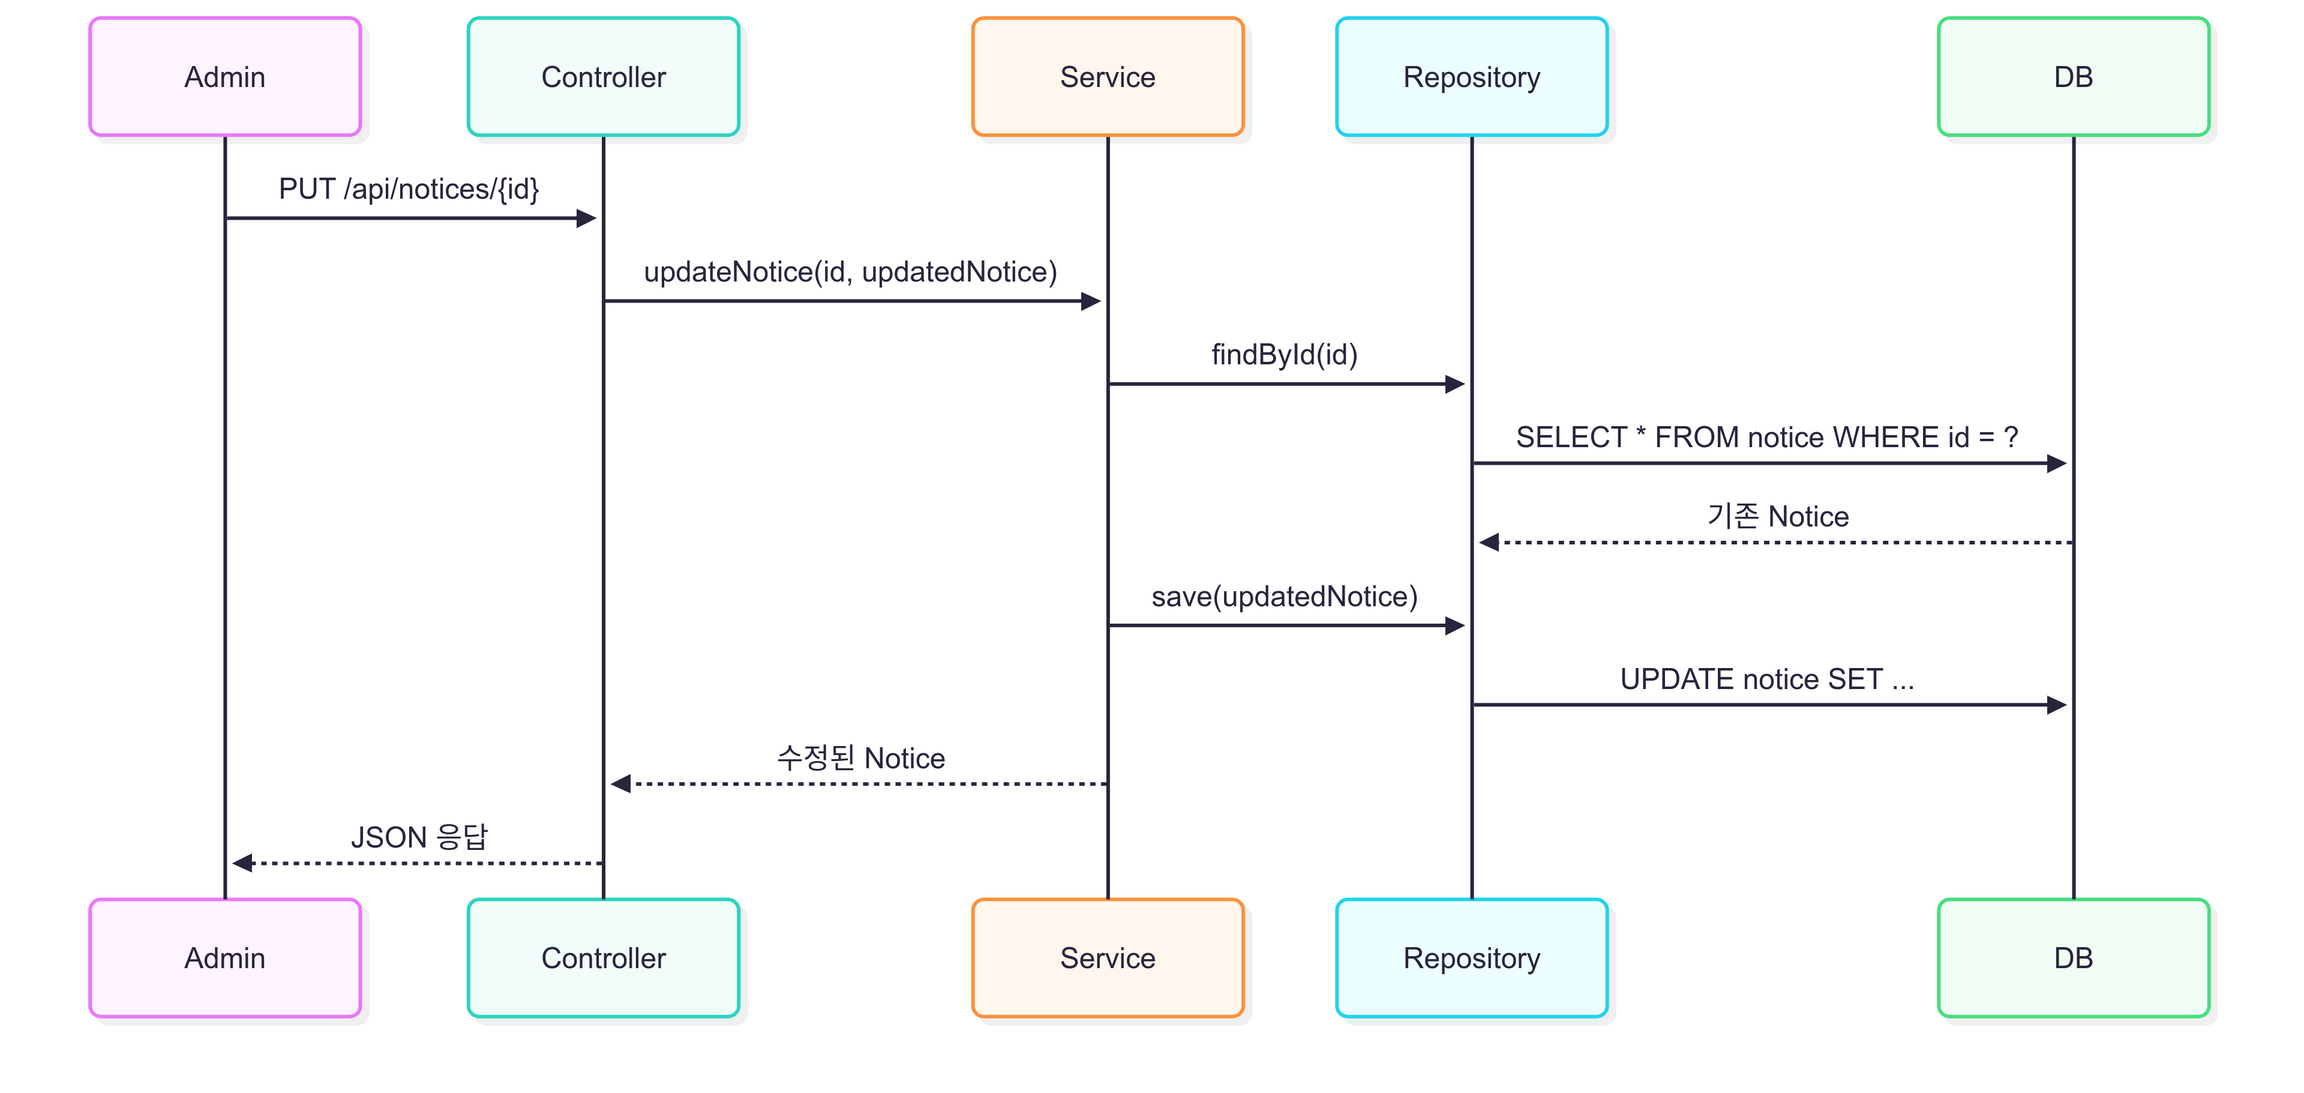 Admin
Controller
Service
Repository
DB
PUT /api/notices/{id}
updateNotice(id, updatedNotice)
findById(id)
SELECT * FROM notice WHERE id = ?
기존 Notice
save(updatedNotice)
UPDATE notice SET ...
수정된 Notice
JSON 응답
Admin
Controller
Service
Repository
DB